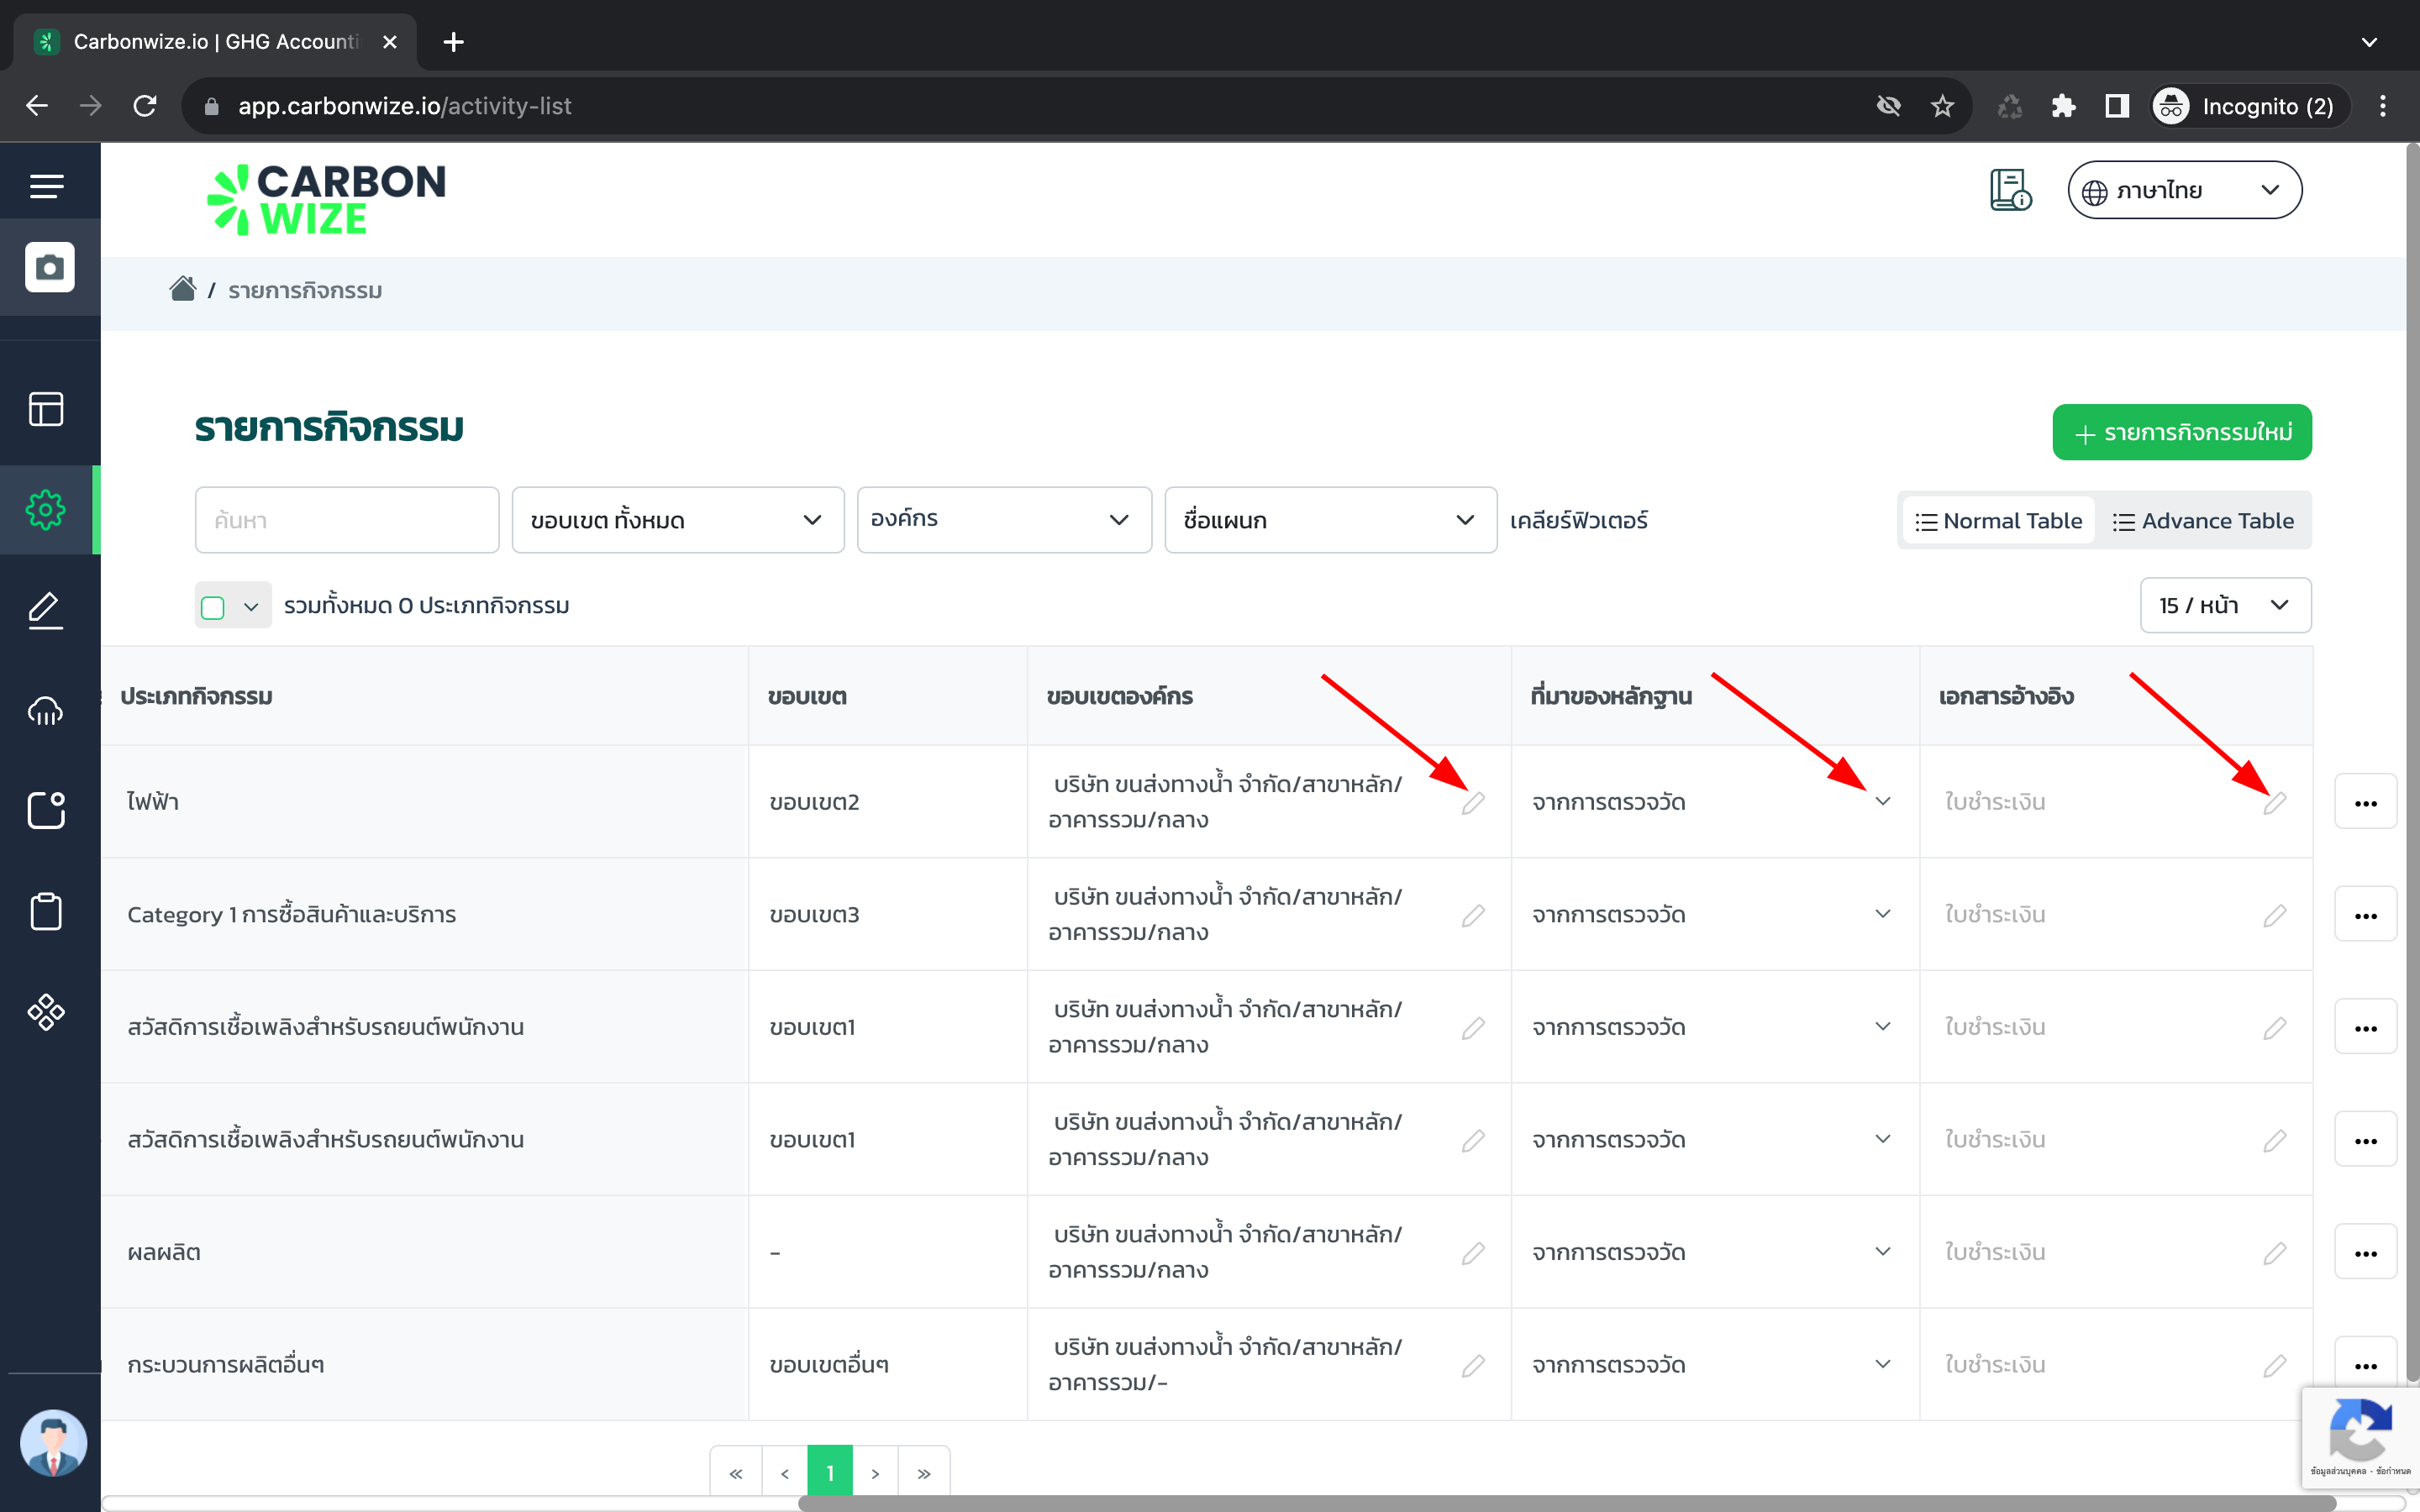 Carbonwize.io | GHG Accounti
app.carbonwize.io/activity-list
Incognito (2)
CARBON
WIZE
ภาษาไทย
/ รายการกิจกรรม
รายการกิจกรรม
+ รายการกิจกรรมใหม่
ค้นหา
ขอบเขต ทั้งหมด
องค์กร
ชื่อแผนก
เคลียร์ฟิวเตอร์
Normal Table
Advance Table
รวมทั้งหมด 0 ประเภทกิจกรรม
15 / หน้า
ประเภทกิจกรรม ขอบเขต ขอบเขตองค์กร ที่มาของหลักฐาน เอกสารอ้างอิง
ไฟฟ้า ขอบเขต2 บริษัท ขนส่งทางน้ำ จำกัด/สาขาหลัก/ จากการตรวจวัด ใบชำระเงิน
อาคารรวม/กลาง
Category 1 การซื้อสินค้าและบริการ ขอบเขต3 บริษัท ขนส่งทางน้ำ จำกัด/สาขาหลัก/ จากการตรวจวัด ใบชำระเงิน
อาคารรวม/กลาง
สวัสดิการเชื้อเพลิงสำหรับรถยนต์พนักงาน ขอบเขต1 บริษัท ขนส่งทางน้ำ จำกัด/สาขาหลัก/ จากการตรวจวัด ใบชำระเงิน
อาคารรวม/กลาง
สวัสดิการเชื้อเพลิงสำหรับรถยนต์พนักงาน ขอบเขต1 บริษัท ขนส่งทางน้ำ จำกัด/สาขาหลัก/ จากการตรวจวัด ใบชำระเงิน
อาคารรวม/กลาง
ผลผลิต - บริษัท ขนส่งทางน้ำ จำกัด/สาขาหลัก/ จากการตรวจวัด ใบชำระเงิน
อาคารรวม/กลาง
กระบวนการผลิตอื่นๆ ขอบเขตอื่นๆ บริษัท ขนส่งทางน้ำ จำกัด/สาขาหลัก/ จากการตรวจวัด ใบชำระเงิน
อาคารรวม/-
« ‹ 1 › »
ข้อมูลส่วนบุคคล - ข้อกำหนด